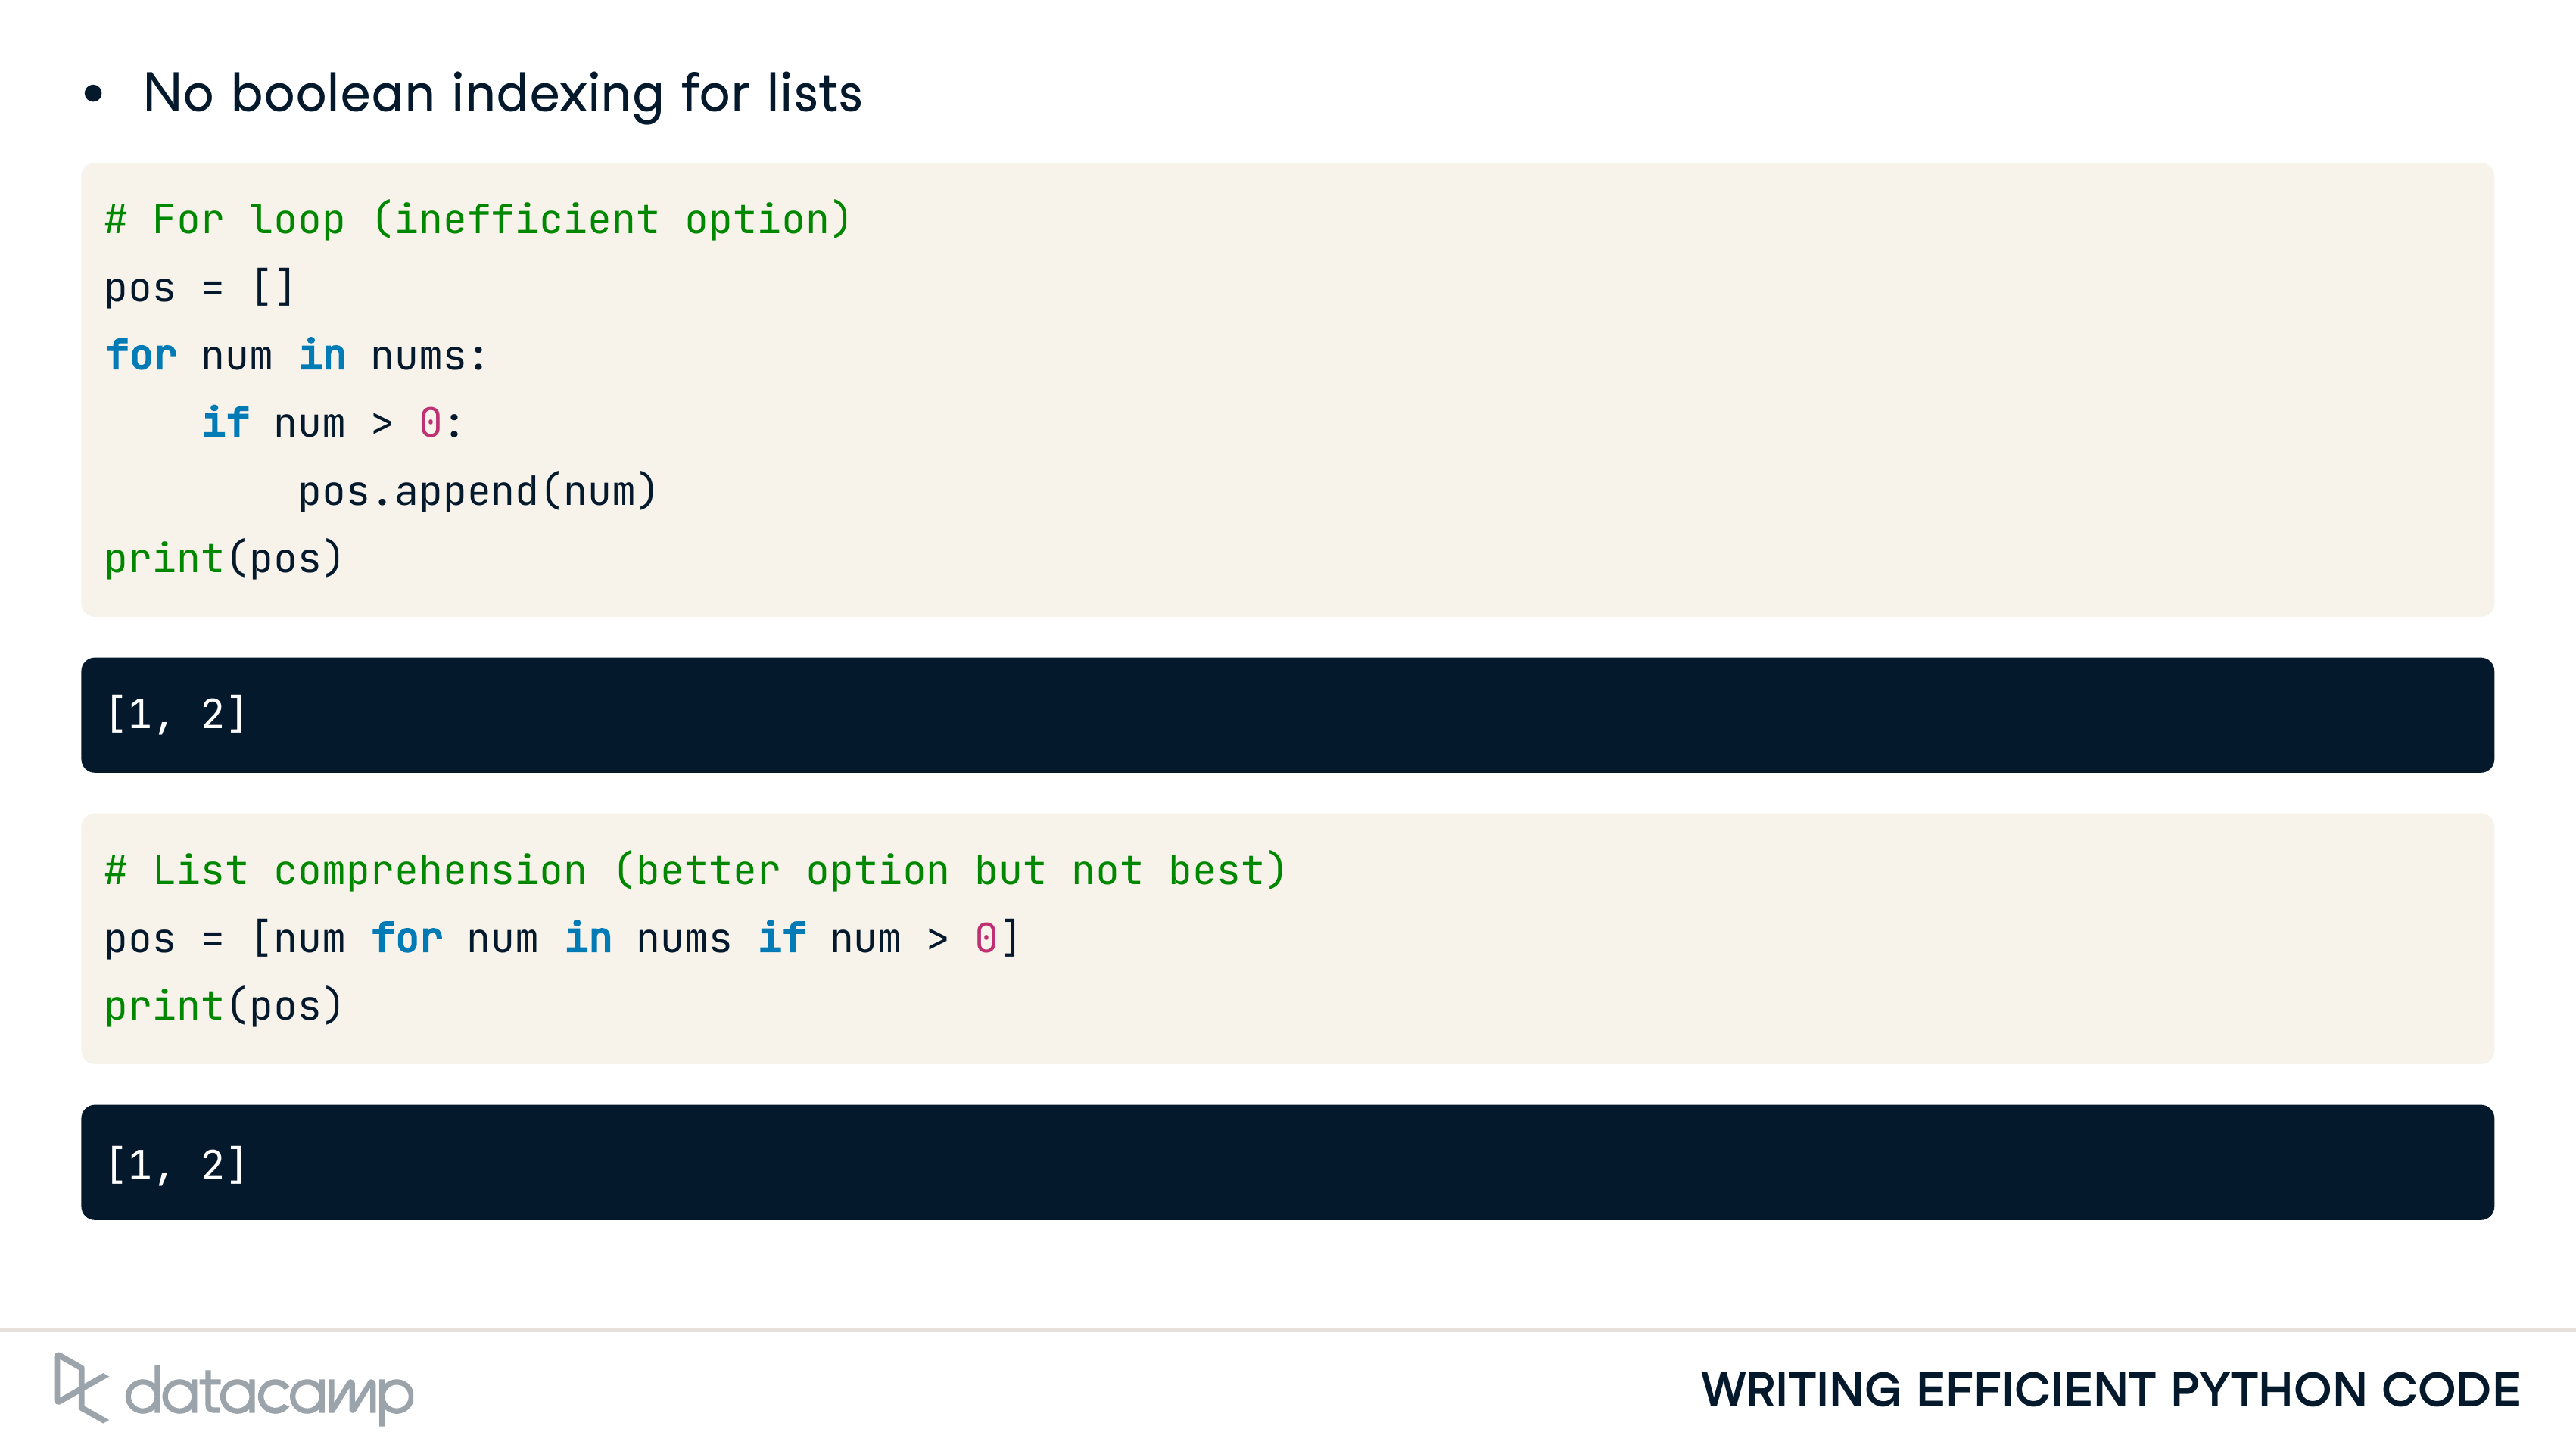 • No boolean indexing for lists
# For loop (inefficient option)
pos = []
for num in nums:
    if num > 0:
        pos.append(num)
print(pos)
[1, 2]
# List comprehension (better option but not best)
pos = [num for num in nums if num > 0]
print(pos)
[1, 2]
datacamp
WRITING EFFICIENT PYTHON CODE